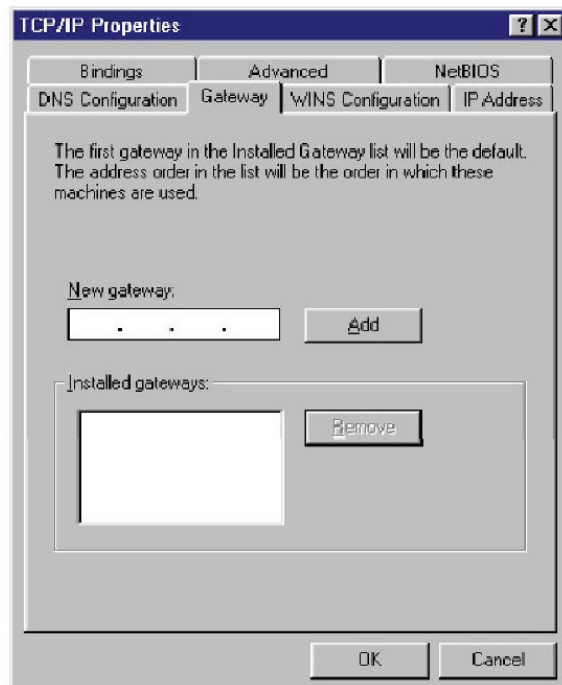 TCP/IP Properties
? X
Bindings Advanced NetBIOS
DNS Configuration Gateway WINS Configuration IP Address
The first gateway in the Installed Gateway list will be the default.
The address order in the list will be the order in which these
machines are used.
New gateway:
. . .
Add
Installed gateways:
Remove
OK Cancel